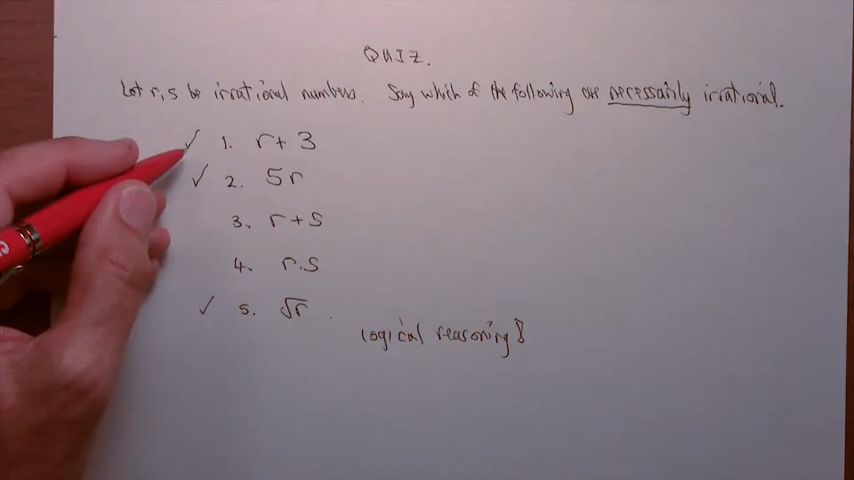 QUIZ.
Let r, s be irrational numbers. Say which of the following are necessarily irrational.
✓ 1. r + 3
✓ 2. 5r
3. r + s
4. r.s
✓ 5. √r .
logical reasoning!